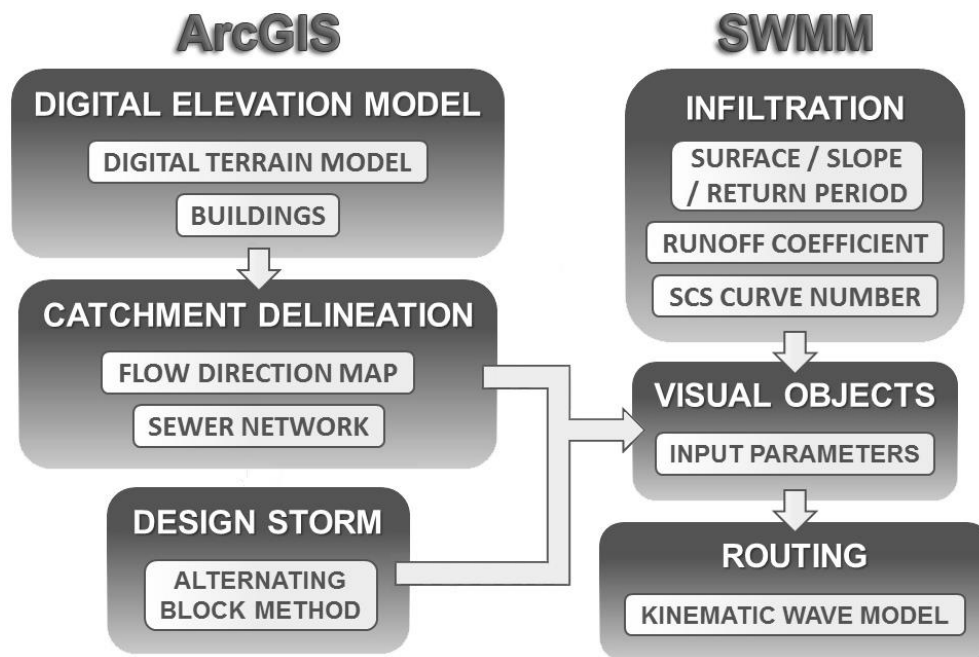 ArcGIS
DIGITAL ELEVATION MODEL
DIGITAL TERRAIN MODEL
BUILDINGS
CATCHMENT DELINEATION
FLOW DIRECTION MAP
SEWER NETWORK
DESIGN STORM
ALTERNATING
BLOCK METHOD
SWMM
INFILTRATION
SURFACE / SLOPE
/ RETURN PERIOD
RUNOFF COEFFICIENT
SCS CURVE NUMBER
VISUAL OBJECTS
INPUT PARAMETERS
ROUTING
KINEMATIC WAVE MODEL